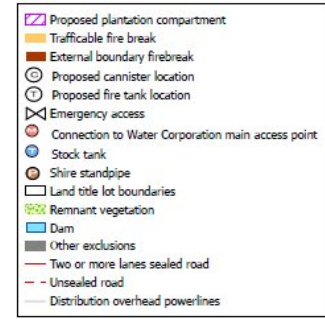 Proposed plantation compartment
Trafficable fire break
External boundary firebreak
C Proposed cannister location
T Proposed fire tank location
Emergency access
Connection to Water Corporation main access point
Stock tank
Shire standpipe
Land title lot boundaries
Remnant vegetation
Dam
Other exclusions
Two or more lanes sealed road
Unsealed road
Distribution overhead powerlines